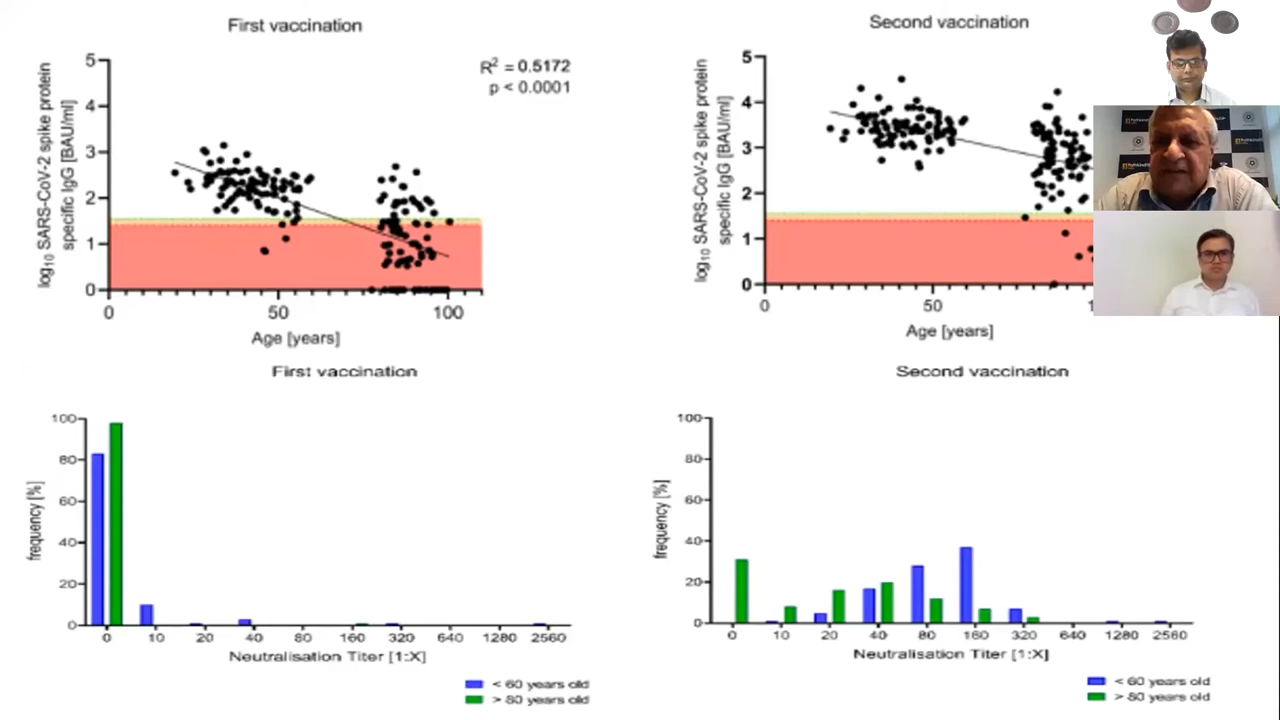 First vaccination
R² = 0.5172
p < 0.0001
log₁₀ SARS-CoV-2 spike protein
specific IgG [BAU/ml]
5
4
3
2
1
0
0
50
100
Age [years]
Second vaccination
log₁₀ SARS-CoV-2 spike protein
specific IgG [BAU/ml]
5
4
3
2
1
0
0
50
Age [years]
First vaccination
frequency [%]
100
80
60
40
20
0
0 10 20 40 80 160 320 640 1280 2560
Neutralisation Titer [1:X]
< 60 years old
> 80 years old
Second vaccination
frequency [%]
100
80
60
40
20
0
0 10 20 40 80 160 320 640 1280 2560
Neutralisation Titer [1:X]
< 60 years old
> 80 years old